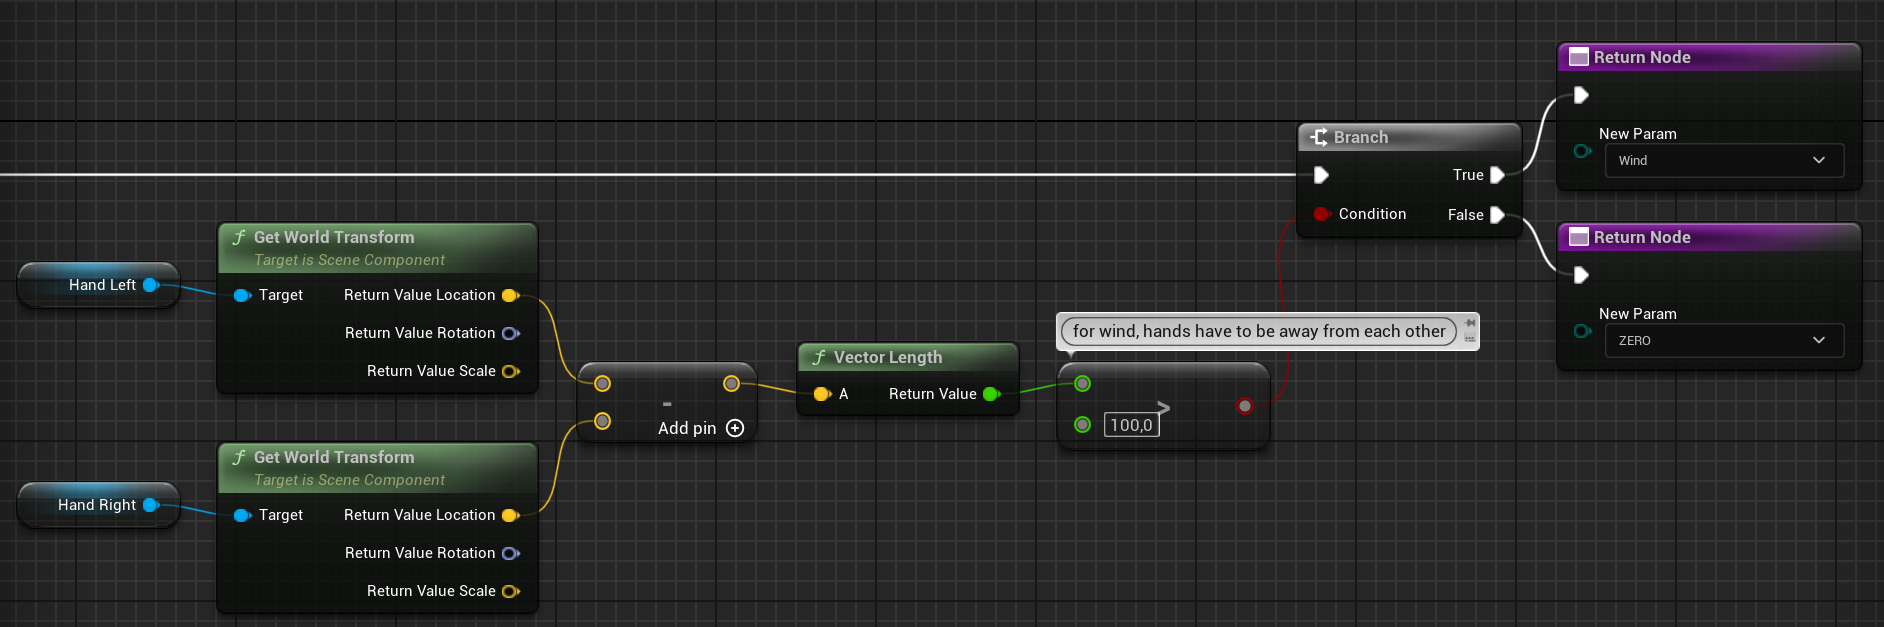 Return Node
New Param
Wind
Branch
True
Condition
False
Return Node
New Param
ZERO
Hand Left
f Get World Transform
Target is Scene Component
Target
Return Value Location
Return Value Rotation
Return Value Scale
-
Add pin
f Vector Length
A
Return Value
for wind, hands have to be away from each other
>
100,0
Hand Right
f Get World Transform
Target is Scene Component
Target
Return Value Location
Return Value Rotation
Return Value Scale